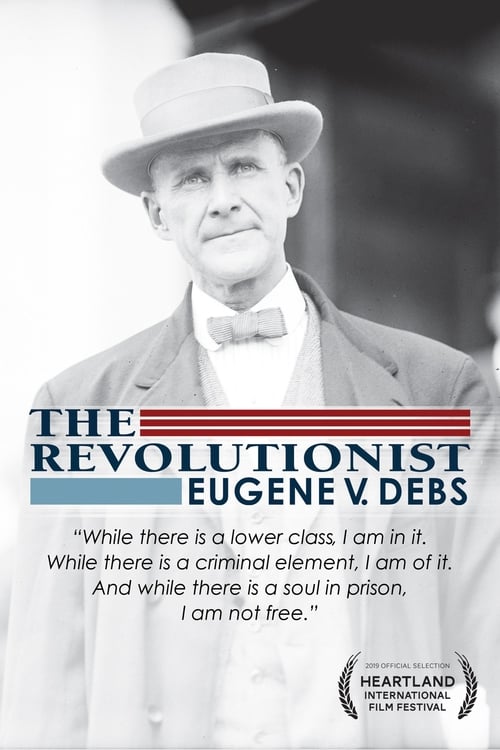 THE
REVOLUTIONIST
EUGENE V. DEBS
“While there is a lower class, I am in it.
While there is a criminal element, I am of it.
And while there is a soul in prison,
I am not free.”
2019 OFFICIAL SELECTION
HEARTLAND
INTERNATIONAL
FILM FESTIVAL